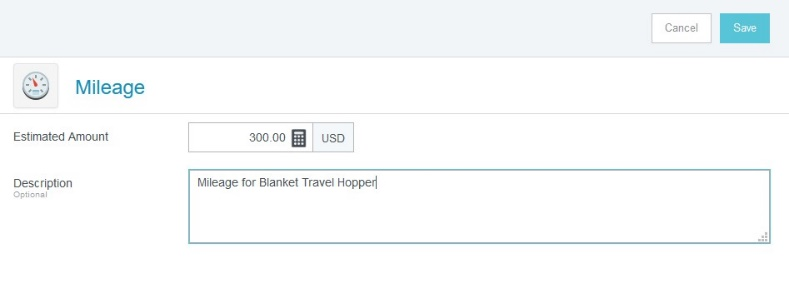 Cancel
Save
Mileage
Estimated Amount
300.00
USD
Description
Optional
Mileage for Blanket Travel Hopper